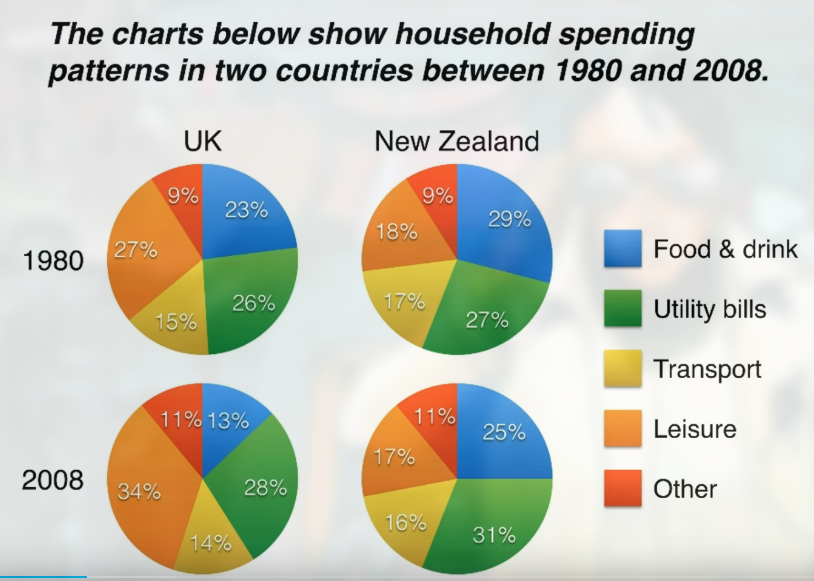 The charts below show household spending
patterns in two countries between 1980 and 2008.
UK
New Zealand
1980
9%
23%
27%
26%
15%
9%
29%
18%
17%
27%
2008
11%
13%
34%
28%
14%
11%
25%
17%
16%
31%
Food & drink
Utility bills
Transport
Leisure
Other